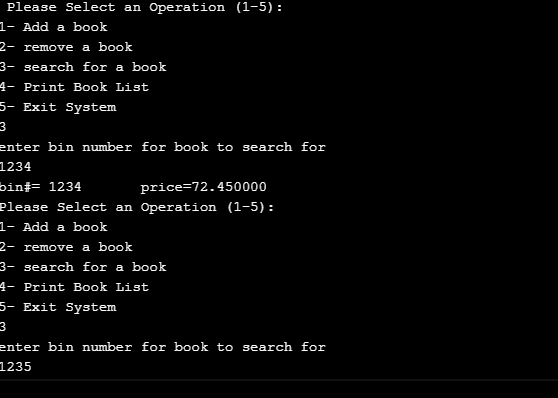 Please Select an Operation (1-5):
1- Add a book
2- remove a book
3- search for a book
4- Print Book List
5- Exit System
3
enter bin number for book to search for
1234
bin#= 1234 price=72.450000
Please Select an Operation (1-5):
1- Add a book
2- remove a book
3- search for a book
4- Print Book List
5- Exit System
3
enter bin number for book to search for
1235